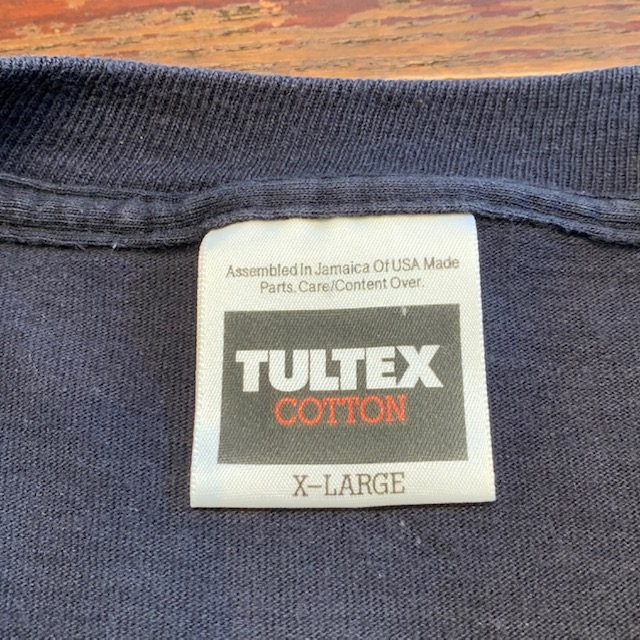 Assembled In Jamaica Of USA Made
Parts. Care/Content Over.
TULTEX
COTTON
X-LARGE